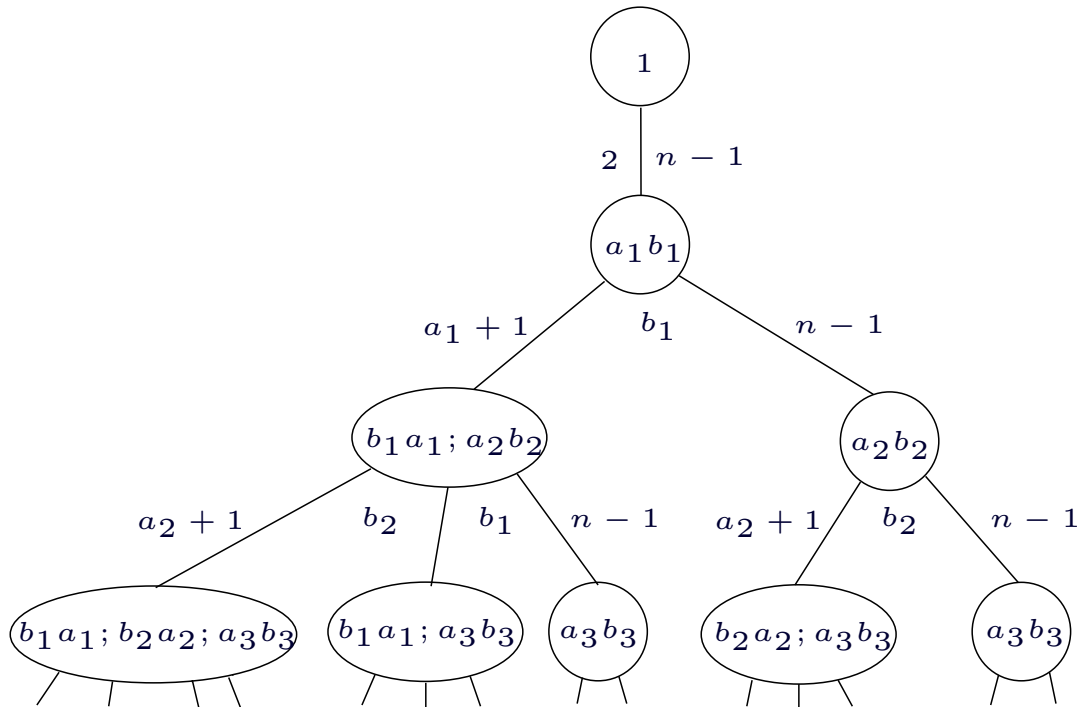 1
2 n − 1
a₁b₁
a₁ + 1 b₁ n − 1
b₁a₁; a₂b₂ a₂b₂
a₂ + 1 b₂ b₁ n − 1 a₂ + 1 b₂ n − 1
b₁a₁; b₂a₂; a₃b₃ b₁a₁; a₃b₃ a₃b₃ b₂a₂; a₃b₃ a₃b₃